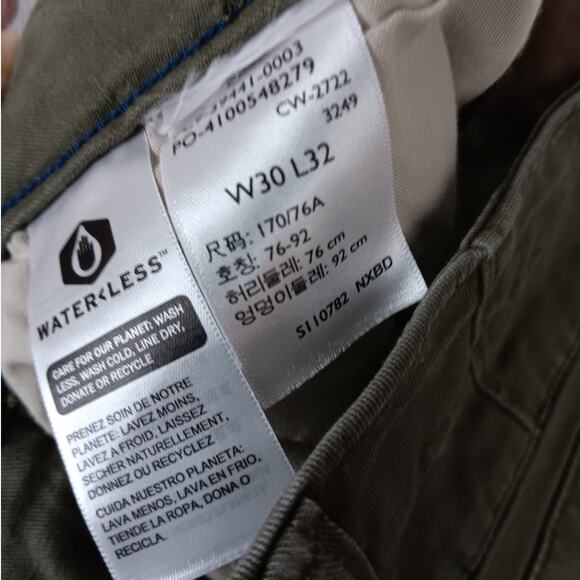 39441-0003
PO-4100548279
CW-2722
3249
W30 L32
尺码: 170/76A
호칭: 76-92
허리둘레: 76 cm
엉덩이둘레: 92 cm
S110782 NXBD
WATER<LESS™
CARE FOR OUR PLANET: WASH
LESS, WASH COLD, LINE DRY,
DONATE OR RECYCLE
PRENEZ SOIN DE NOTRE
PLANETE: LAVEZ MOINS,
LAVEZ A FROID, LAISSEZ
SECHER NATURELLEMENT,
DONNEZ OU RECYCLEZ
CUIDA NUESTRO PLANETA:
LAVA MENOS, LAVA EN FRIO,
TIENDE LA ROPA, DONA O
RECICLA.